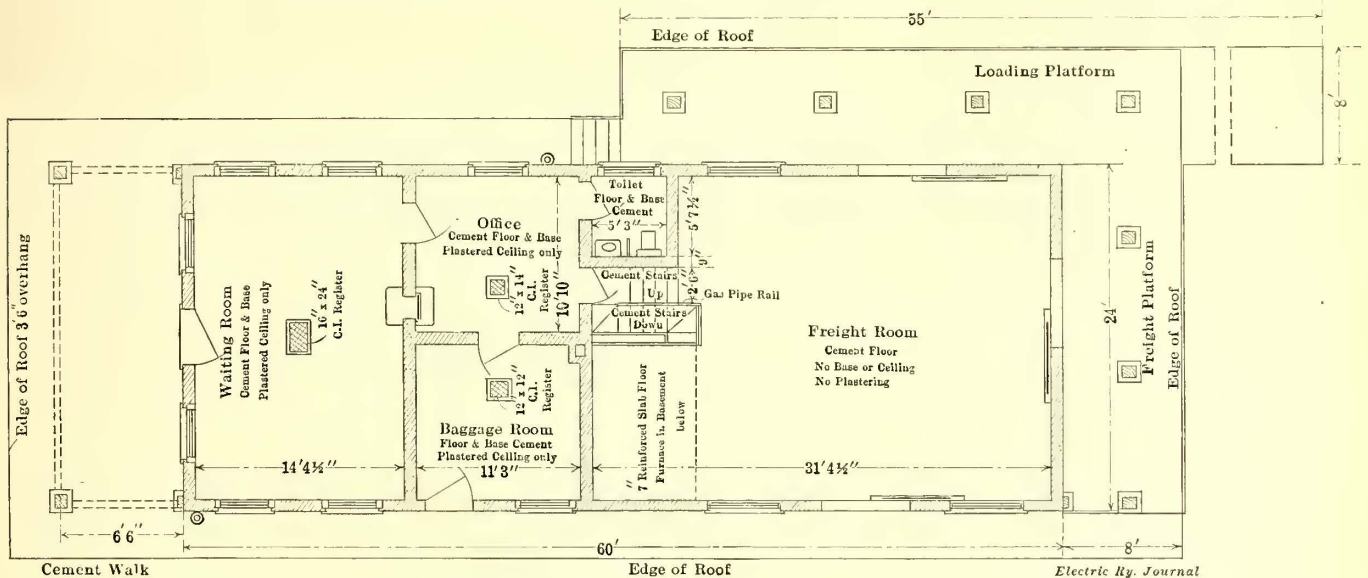 55'
Edge of Roof
Loading Platform
8'
Edge of Roof 3'6" overhang
Toilet
Floor & Base
Cement
5'3"
5'7½"
9"
2'6"
Office
Cement Floor & Base
Plastered Ceiling only
12" x 14"
C.I.
Register
10'10"
Cement Stairs
Up
Gas Pipe Rail
Cement Stairs
Down
Waiting Room
Cement Floor & Base
Plastered Ceiling only
16" x 24"
C.I. Register
Freight Room
Cement Floor
No Base or Ceiling
No Plastering
24'
Freight Platform
Edge of Roof
12" x 12"
C.I.
Register
Baggage Room
Floor & Base Cement
Plastered Ceiling only
7" Reinforced Slab Floor
Furnace in Basement
below
14'4½"
11'3"
31'4½"
6'6"
60'
8'
Cement Walk
Edge of Roof
Electric Ry. Journal